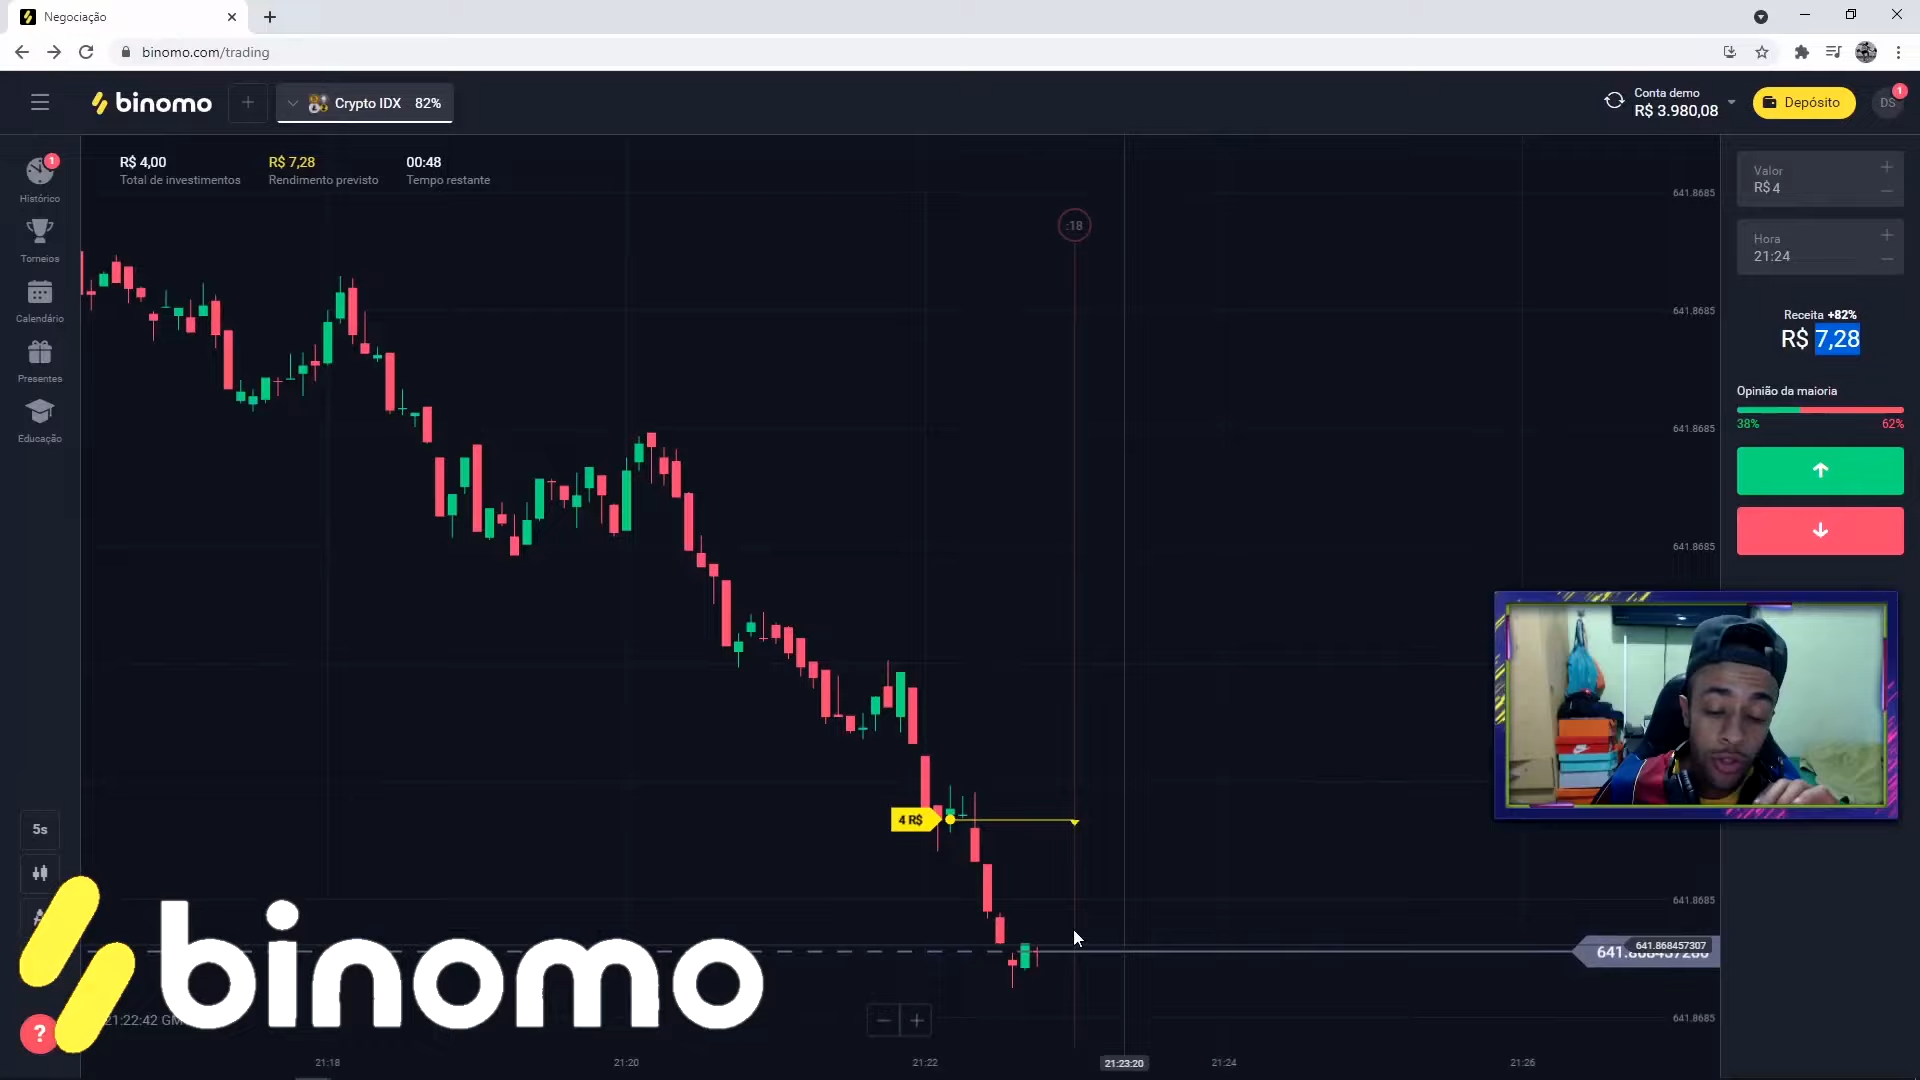 Negociação
binomo.com/trading
binomo
Crypto IDX 82%
Conta demo
R$ 3.980,08
Depósito
DS
1
1
Histórico
Torneios
Calendário
Presentes
Educação
R$ 4,00
Total de investimentos
R$ 7,28
Rendimento previsto
00:48
Tempo restante
:18
641.8685
641.8685
641.8685
641.8685
641.8685
641.8685
Valor
R$ 4
Hora
21:24
Receita +82%
R$ 7,28
Opinião da maioria
38%
62%
4 R$
641.868457307
5s
binomo
?
21:22:42 GM
21:18
21:20
21:22
21:23:20
21:24
21:26